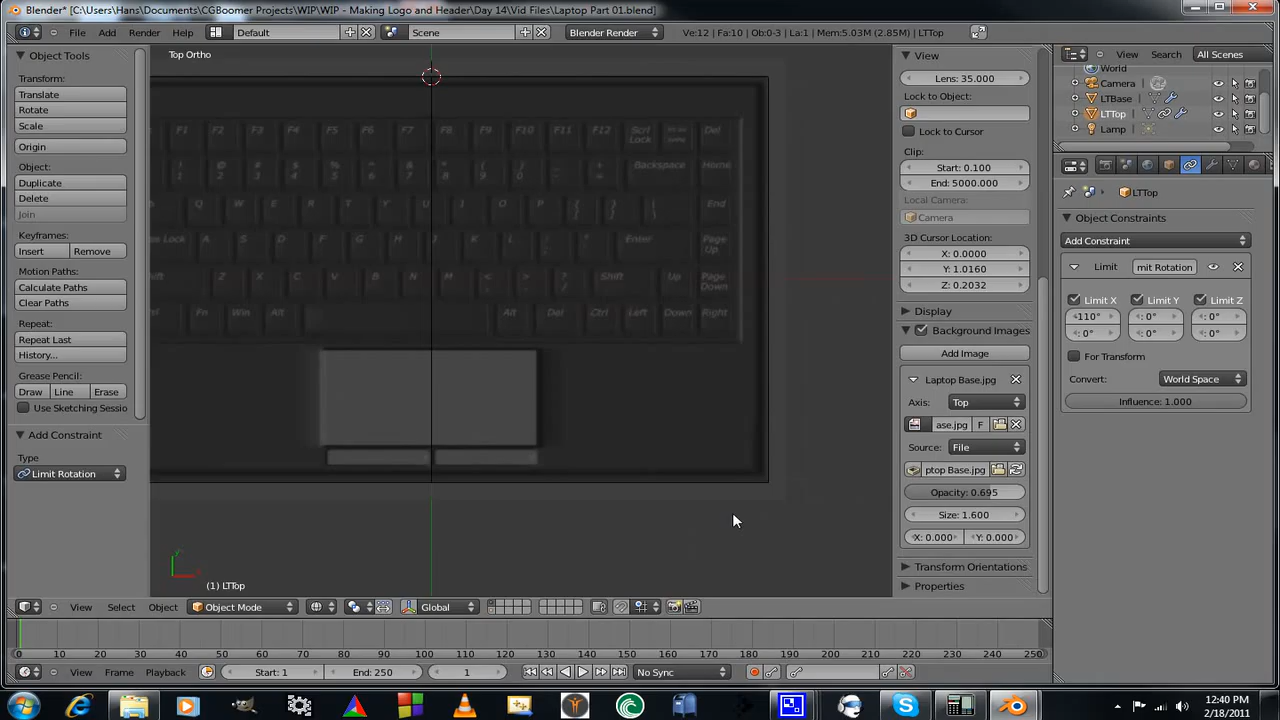 Blender* [C:\Users\Hans\Documents\CGBoomer Projects\WIP\WIP - Making Logo and Header\Day 14\Vid Files\Laptop Part 01.blend]
File Add Render Help Default Scene Blender Render Ve:12 | Fa:10 | Ob:0-3 | La:1 | Mem:5.03M (2.85M) | LTTop
Object Tools
Transform:
Translate
Rotate
Scale
Origin
Object:
Duplicate
Delete
Join
Keyframes:
Insert Remove
Motion Paths:
Calculate Paths
Clear Paths
Repeat:
Repeat Last
History...
Grease Pencil:
Draw Line Erase
Use Sketching Sessio
Add Constraint
Type
Limit Rotation
Top Ortho
F1 F2 F3 F4 F5 F6 F7 F8 F9 F10 F11 F12 Scrl Lock Del
Backspace Home
Q W E R T Y U I O P End
Lock A S D F G H J K L Enter Page Up
Z X C V B N M Shift Up Page Down
Fn Win Alt Alt Del Ctrl Left Down Right
(1) LTTop
View
Lens: 35.000
Lock to Object:
Lock to Cursor
Clip:
Start: 0.100
End: 5000.000
Local Camera:
Camera
3D Cursor Location:
X: 0.0000
Y: 1.0160
Z: 0.2032
Display
Background Images
Add Image
Laptop Base.jpg
Axis: Top
ase.jpg F
Source: File
ptop Base.jpg
Opacity: 0.695
Size: 1.600
X: 0.000 Y: 0.000
Transform Orientations
Properties
View Search All Scenes
World
Camera
LTBase
LTTop
Lamp
LTTop
Object Constraints
Add Constraint
Limit mit Rotation
Limit X Limit Y Limit Z
-110° : 0° : 0°
: 0° : 0° : 0°
For Transform
Convert: World Space
Influence: 1.000
View Select Object Object Mode Global
0 10 20 30 40 50 60 70 80 90 100 110 120 130 140 150 160 170 180 190 200 210 220 230 240 250
View Frame Playback Start: 1 End: 250 1 No Sync
12:40 PM
2/18/2011